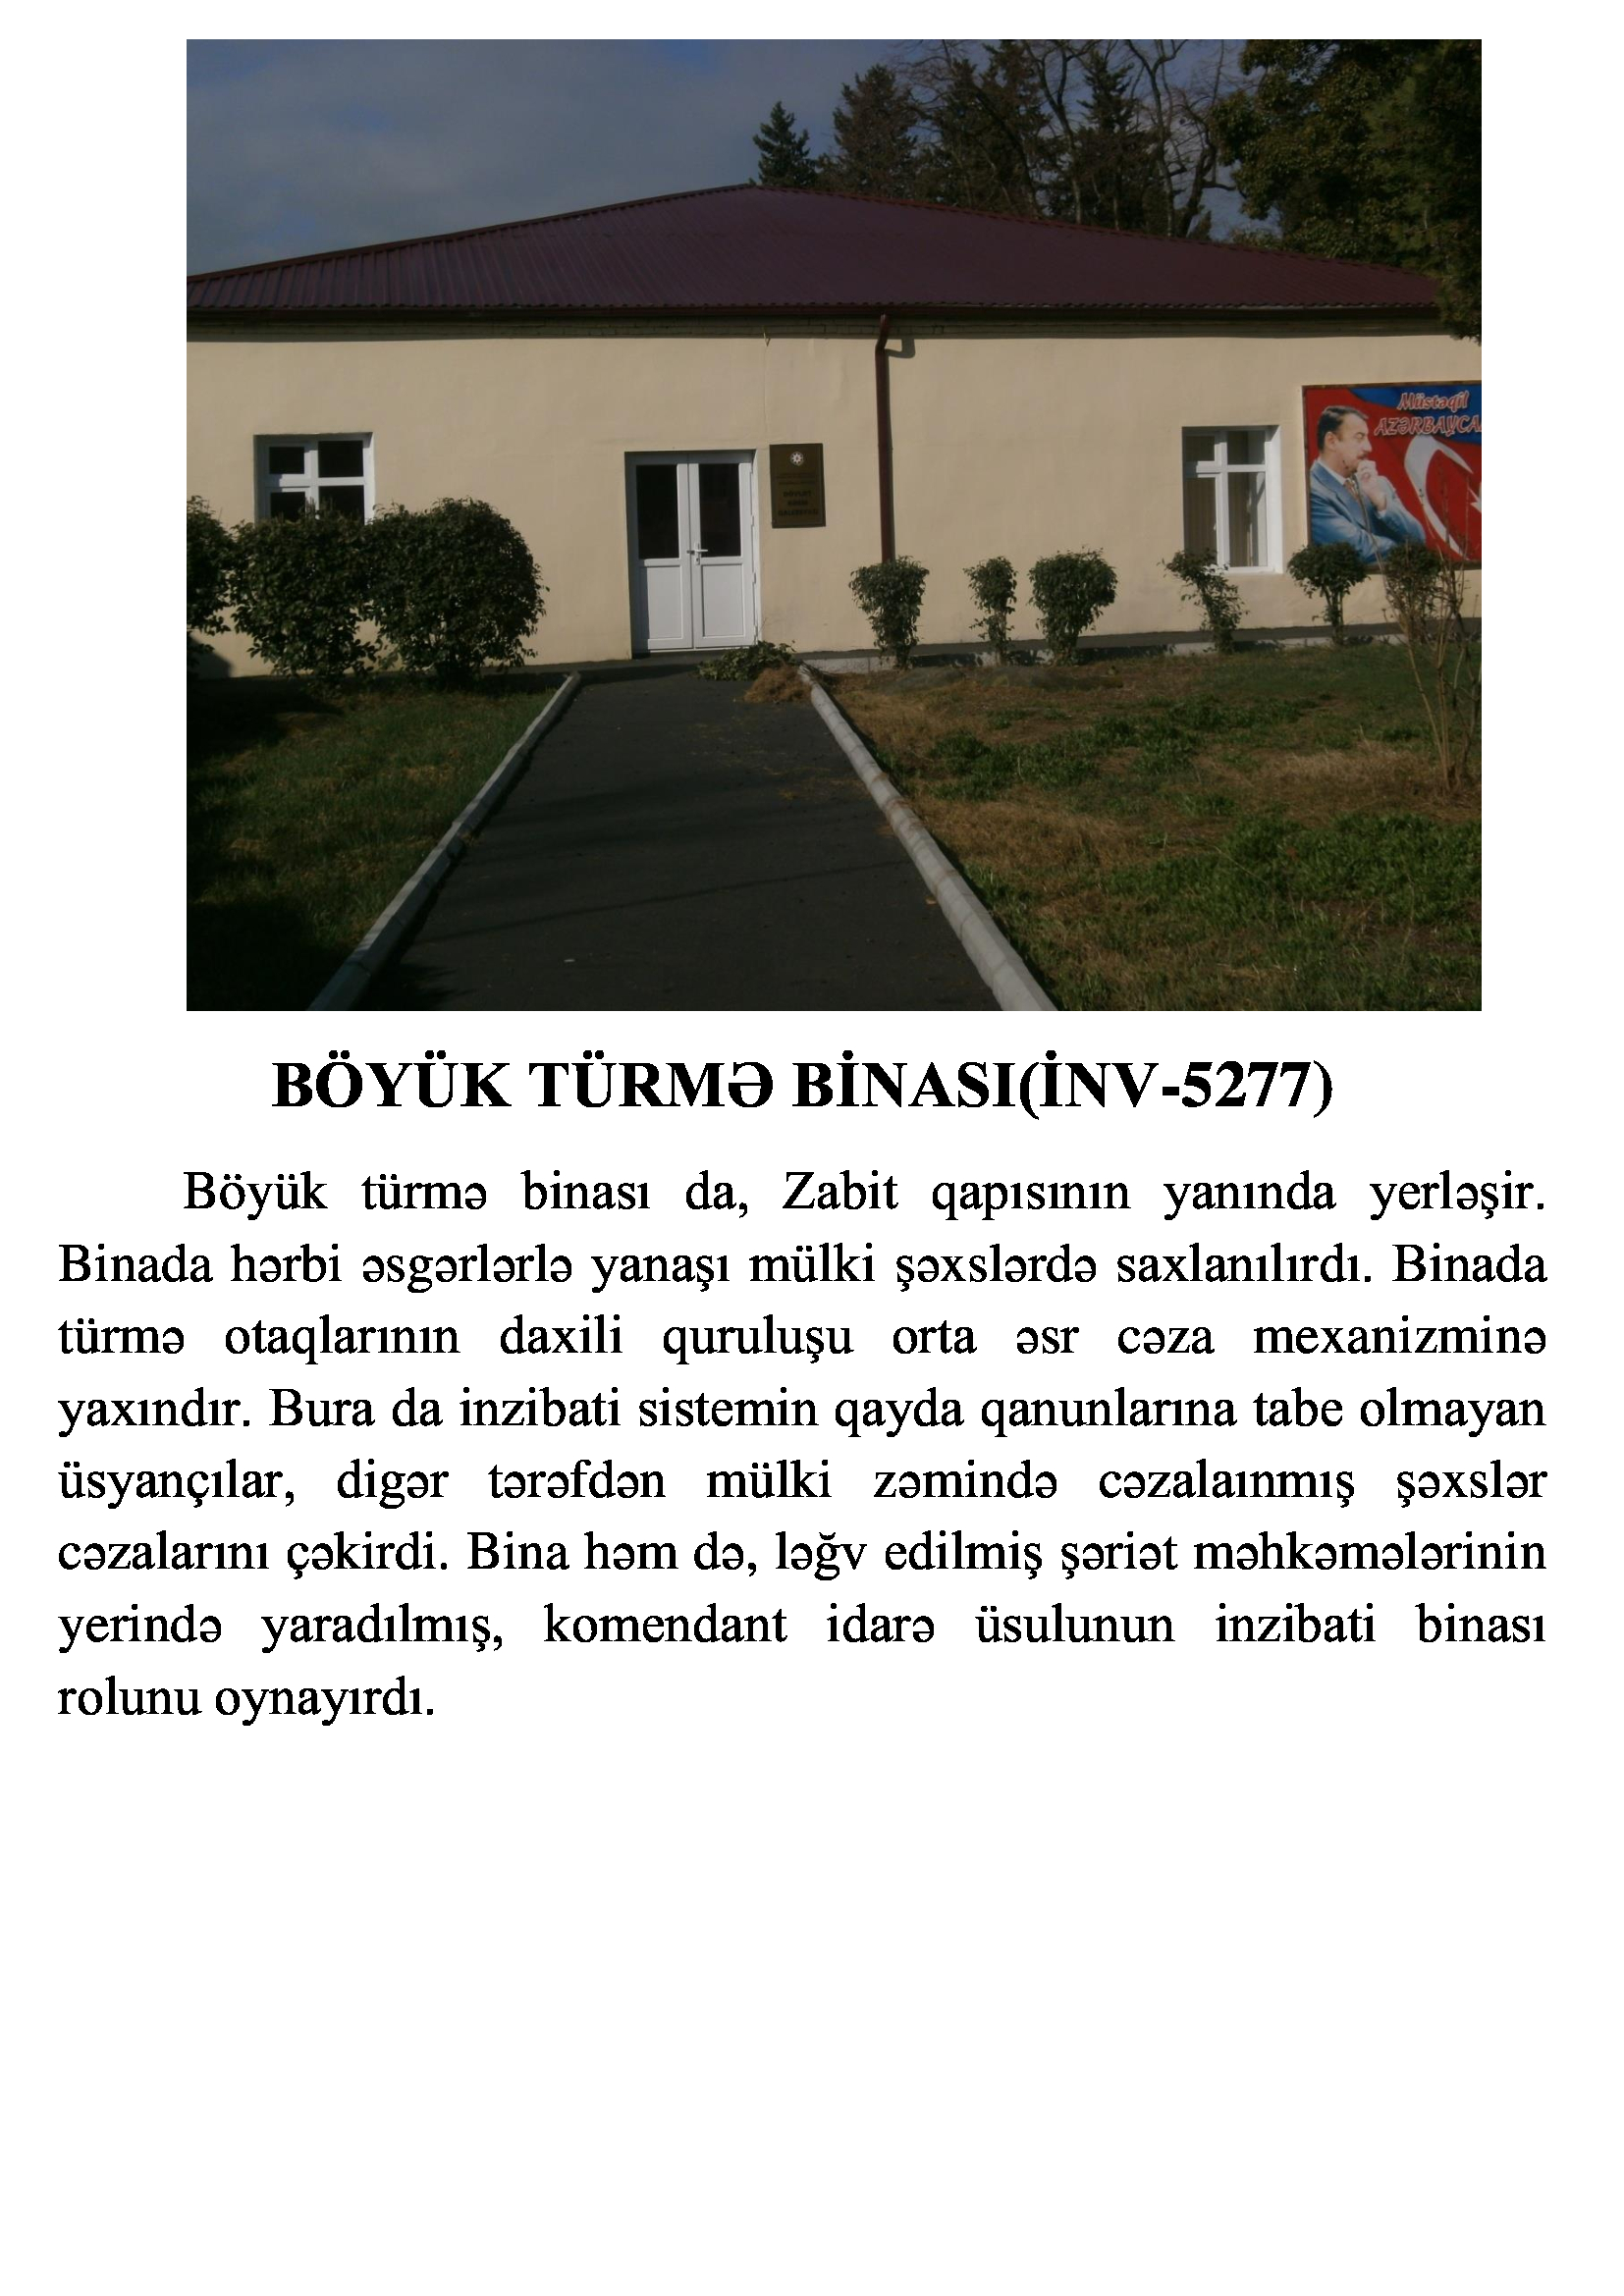 Müstəqil
AZƏRBAYCA
BÖYÜK TÜRMƏ BİNASI(İNV-5277)
Böyük türmə binası da, Zabit qapısının yanında yerləşir.
Binada hərbi əsgərlərlə yanaşı mülki şəxslərdə saxlanılırdı. Binada
türmə otaqlarının daxili quruluşu orta əsr cəza mexanizminə
yaxındır. Bura da inzibati sistemin qayda qanunlarına tabe olmayan
üsyançılar, digər tərəfdən mülki zəmində cəzalaınmış şəxslər
cəzalarını çəkirdi. Bina həm də, ləğv edilmiş şəriət məhkəmələrinin
yerində yaradılmış, komendant idarə üsulunun inzibati binası
rolunu oynayırdı.